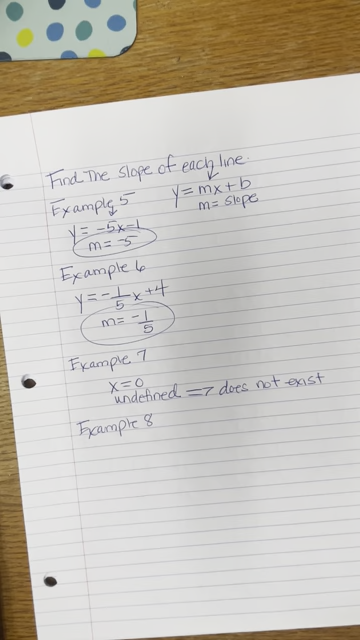 Find The slope of each line.
Example 5
y = mx + b
m = slope
y = -5x - 1
m = -5
Example 6
y = -1/5 x + 4
m = -1/5
Example 7
x = 0
undefined => does not exist
Example 8